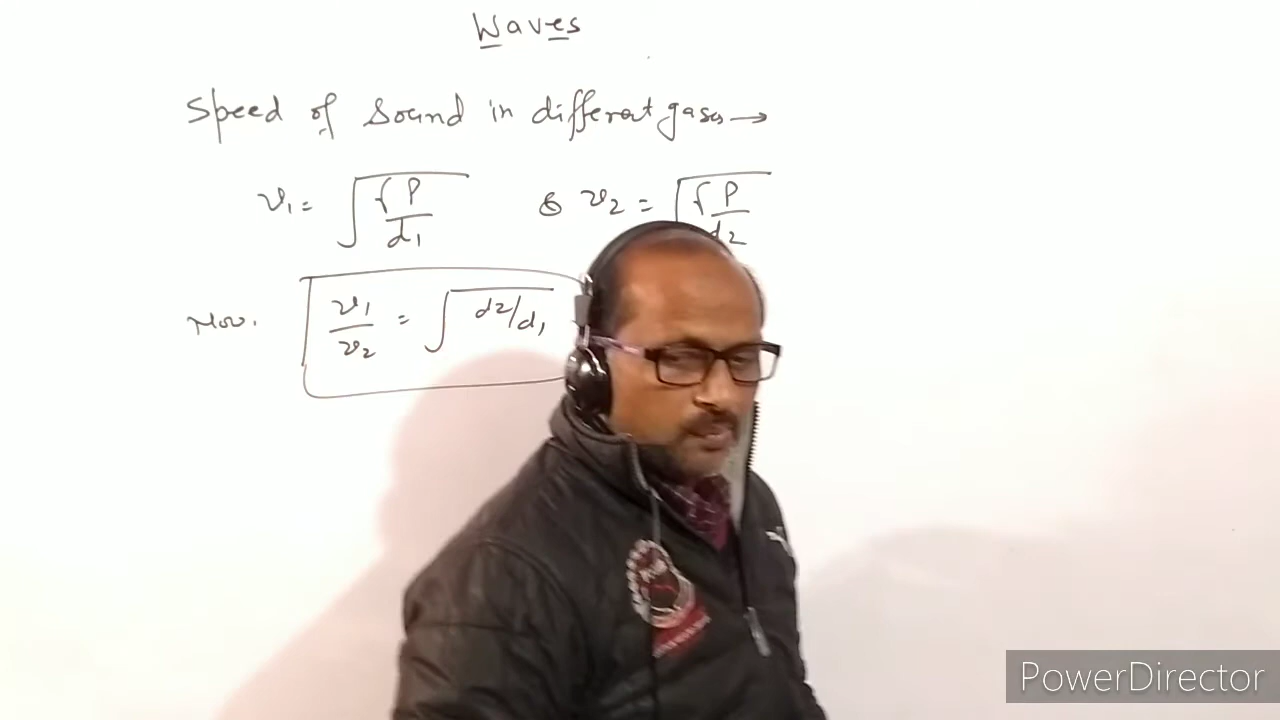 Waves
Speed of Sound in different gases →
v₁ = √(γP/d₁) & v₂ = √(γP/d₂)
Now. v₁/v₂ = √(d₂/d₁)
PowerDirector